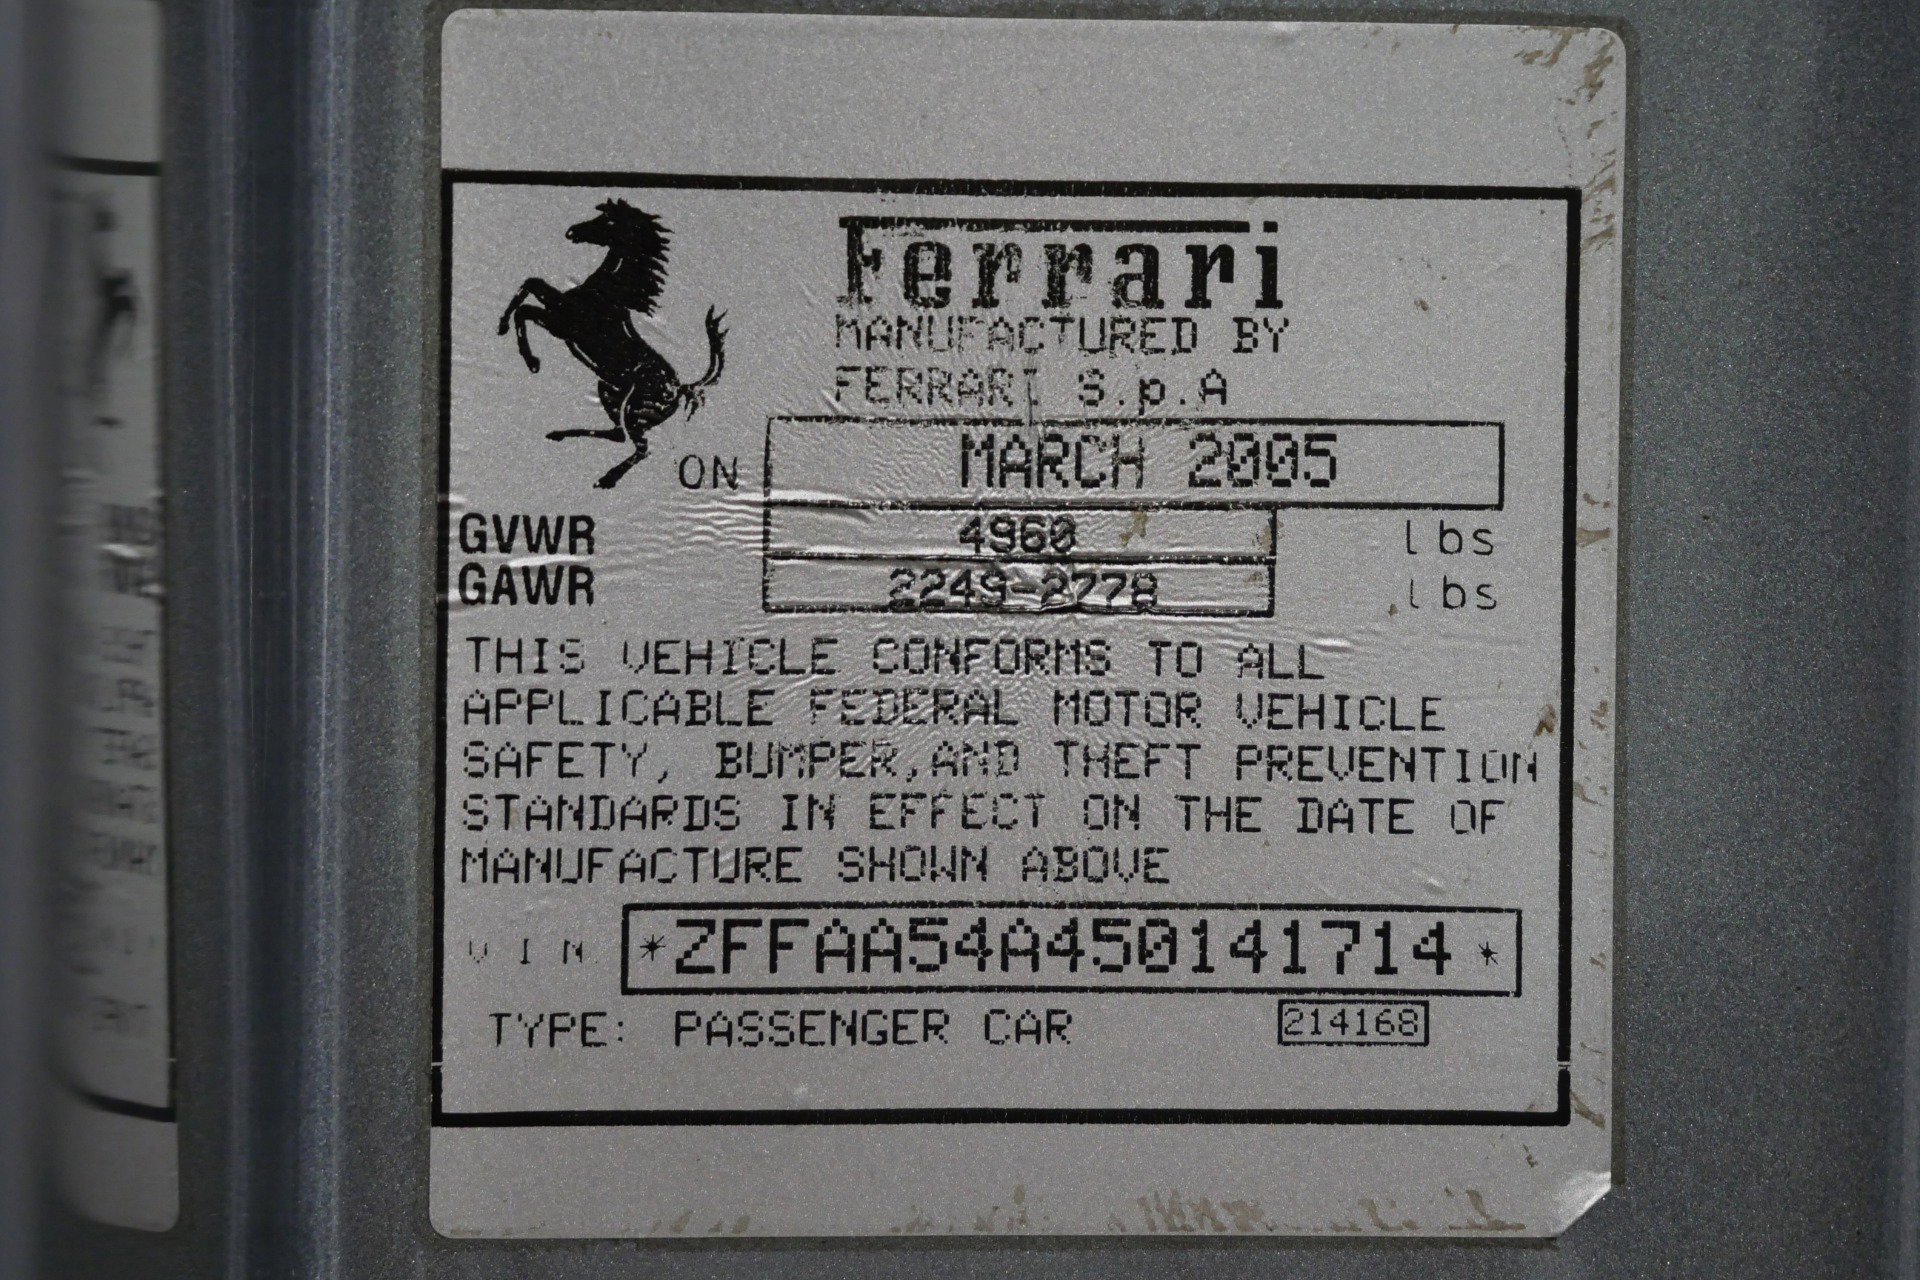 Ferrari
MANUFACTURED BY
FERRARI S.p.A
ON MARCH 2005
GVWR 4960 lbs
GAWR 2249-2778 lbs
THIS VEHICLE CONFORMS TO ALL
APPLICABLE FEDERAL MOTOR VEHICLE
SAFETY, BUMPER,AND THEFT PREVENTION
STANDARDS IN EFFECT ON THE DATE OF
MANUFACTURE SHOWN ABOVE
V I N. *ZFFAA54A450141714*
TYPE: PASSENGER CAR 214168